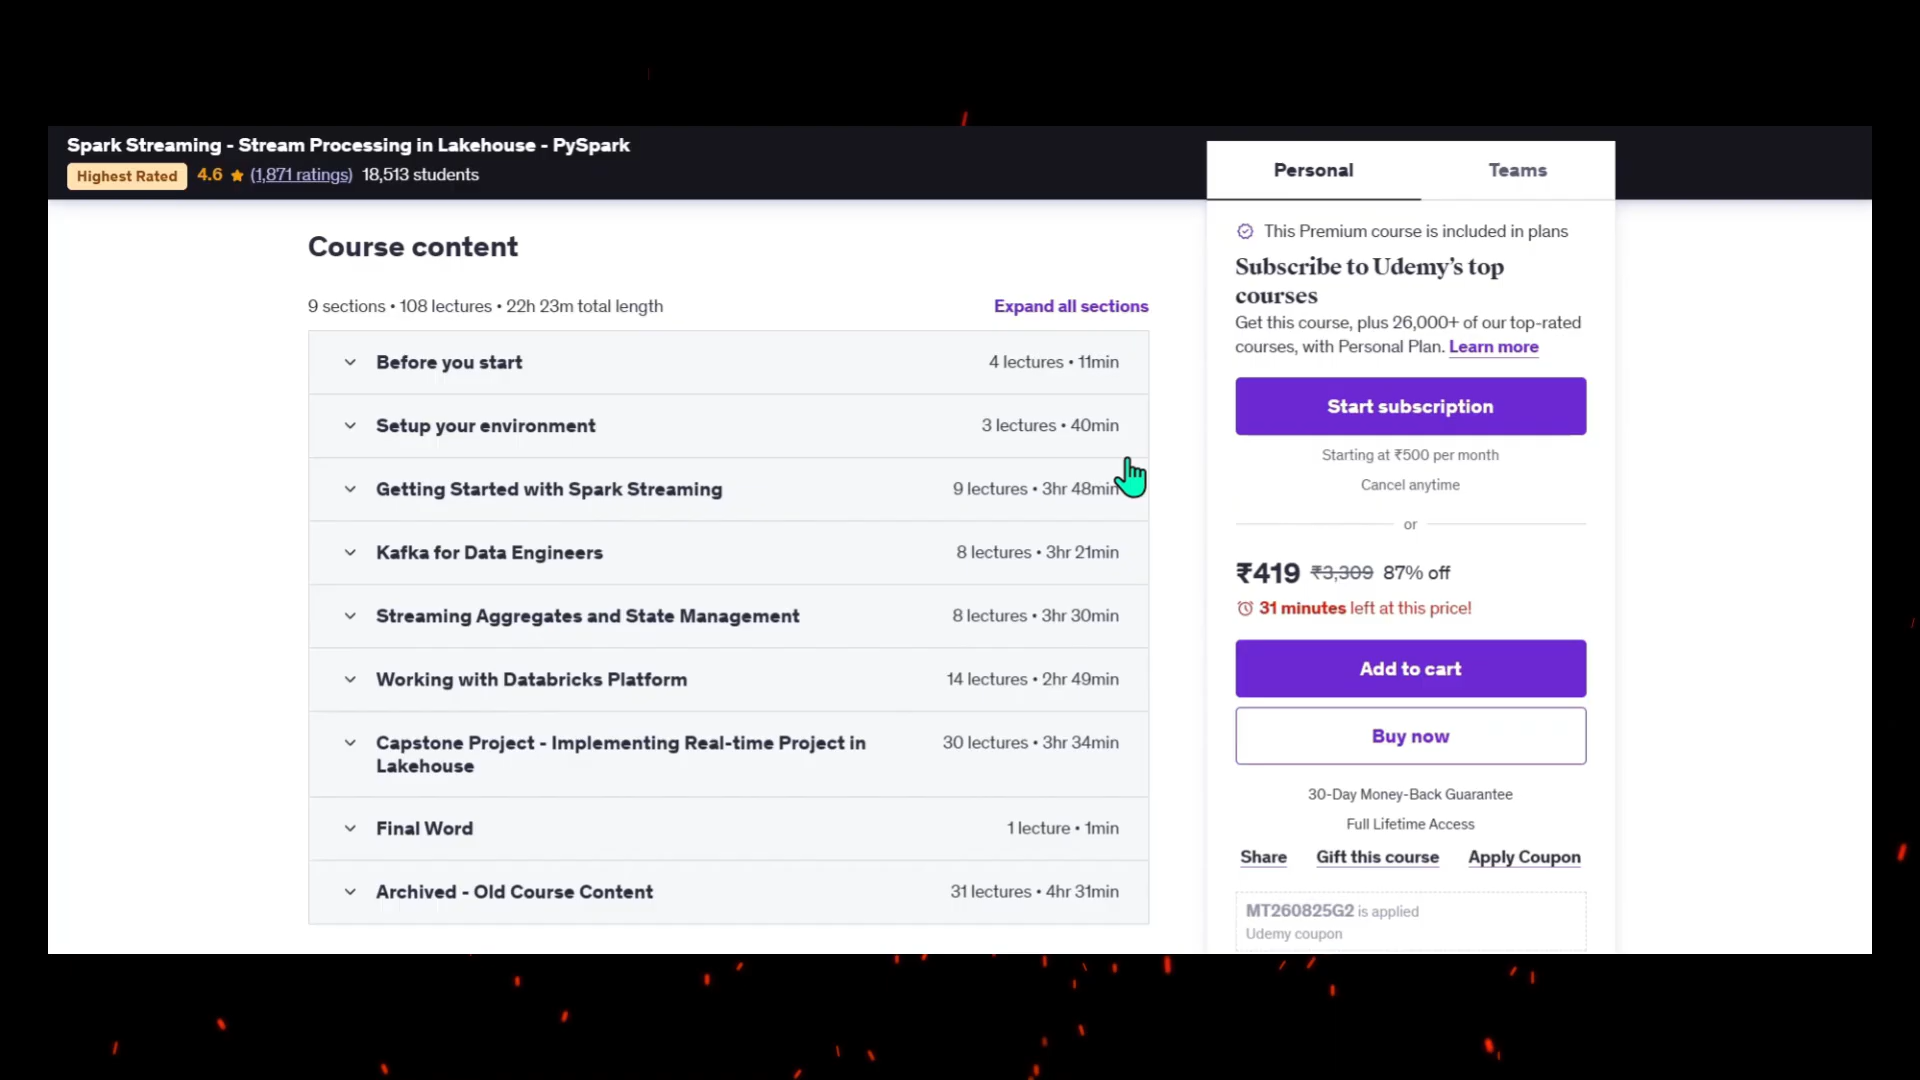 Spark Streaming - Stream Processing in Lakehouse - PySpark
Highest Rated 4.6 (1,871 ratings) 18,513 students
Course content
9 sections • 108 lectures • 22h 23m total length
Expand all sections
Before you start 4 lectures • 11min
Setup your environment 3 lectures • 40min
Getting Started with Spark Streaming 9 lectures • 3hr 48min
Kafka for Data Engineers 8 lectures • 3hr 21min
Streaming Aggregates and State Management 8 lectures • 3hr 30min
Working with Databricks Platform 14 lectures • 2hr 49min
Capstone Project - Implementing Real-time Project in 30 lectures • 3hr 34min
Lakehouse
Final Word 1 lecture • 1min
Archived - Old Course Content 31 lectures • 4hr 31min
Personal Teams
This Premium course is included in plans
Subscribe to Udemy’s top
courses
Get this course, plus 26,000+ of our top-rated
courses, with Personal Plan. Learn more
Start subscription
Starting at ₹500 per month
Cancel anytime
or
₹419 ₹3,309 87% off
31 minutes left at this price!
Add to cart
Buy now
30-Day Money-Back Guarantee
Full Lifetime Access
Share Gift this course Apply Coupon
MT260825G2 is applied
Udemy coupon